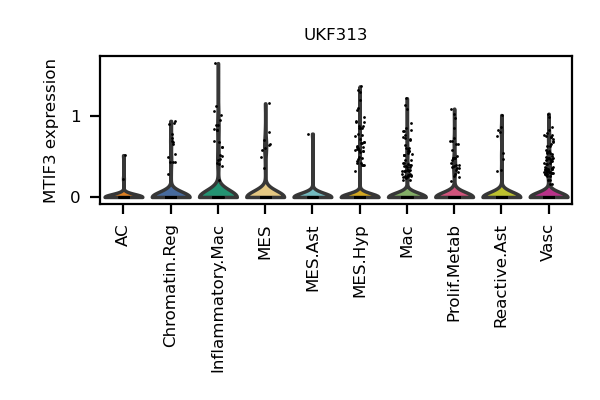 UKF313
MTIF3 expression
1
0
AC
Chromatin.Reg
Inflammatory.Mac
MES
MES.Ast
MES.Hyp
Mac
Prolif.Metab
Reactive.Ast
Vasc